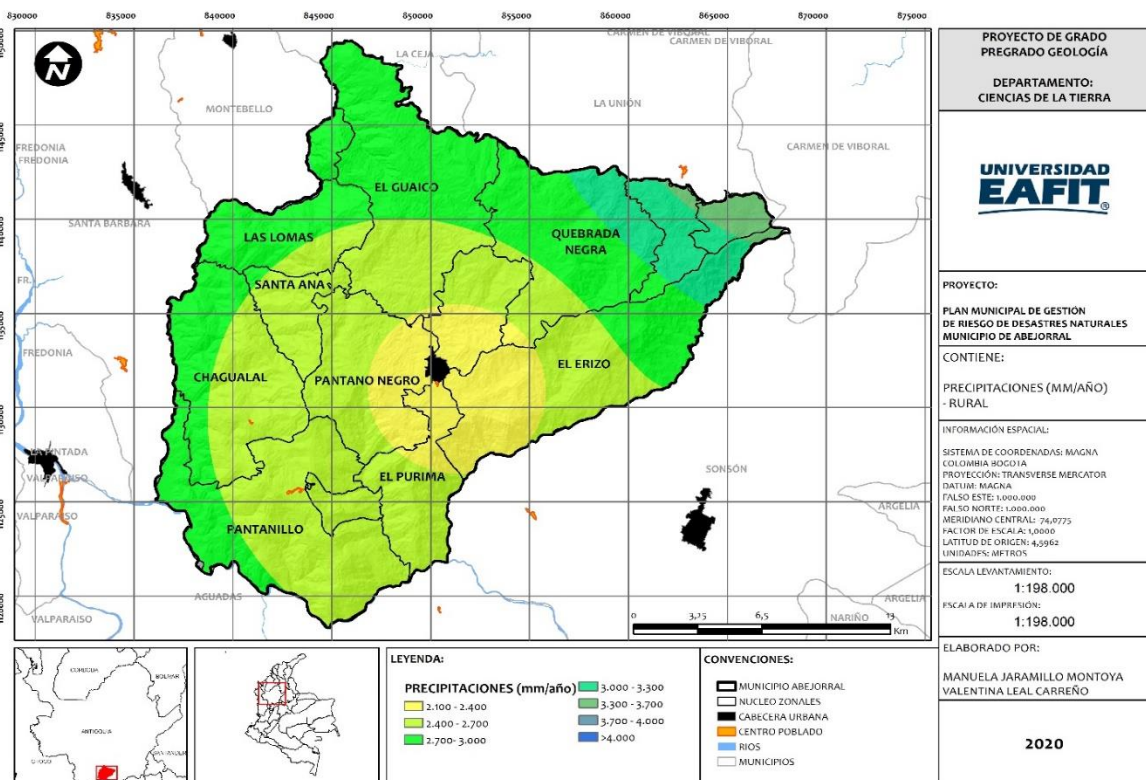 830000 835000 840000 845000 850000 855000 860000 865000 870000 875000
N
CARMEN DE VIBORAL
CARMEN DE VIBORAL
LA CEJA
MONTEBELLO
LA UNIÓN
CARMEN DE VIBORAL
FREDONIA
FREDONIA
SANTA BARBARA
EL GUAICO
LAS LOMAS
QUEBRADA
NEGRA
SANTA ANA
FR.
FREDONIA
CHAGUALAL
PANTANO NEGRO
EL ERIZO
LA PINTADA
VALPARAISO
VALPARAISO
EL PURIMA
SONSÓN
ARGELIA
PANTANILLO
AGUADAS
VALPARAISO
ARGELIA
NARIÑO
0 3,25 6,5 13
Km
PROYECTO DE GRADO
PREGRADO GEOLOGÍA
DEPARTAMENTO:
CIENCIAS DE LA TIERRA
UNIVERSIDAD
EAFIT
PROYECTO:
PLAN MUNICIPAL DE GESTIÓN
DE RIESGO DE DESASTRES NATURALES
MUNICIPIO DE ABEJORRAL
CONTIENE:
PRECIPITACIONES (MM/AÑO)
- RURAL
INFORMACIÓN ESPACIAL:
SISTEMA DE COORDENADAS: MAGNA
COLOMBIA BOGOTA
PROYECCIÓN: TRANSVERSE MERCATOR
DATUM: MAGNA
FALSO ESTE: 1.000.000
FALSO NORTE: 1.000.000
MERIDIANO CENTRAL: -74,0775
FACTOR DE ESCALA: 1,0000
LATITUD DE ORIGEN: 4,5962
UNIDADES: METROS
ESCALA LEVANTAMIENTO:
1:198.000
ESCALA DE IMPRESIÓN:
1:198.000
ELABORADO POR:
MANUELA JARAMILLO MONTOYA
VALENTINA LEAL CARREÑO
2020
CORDOBA
BOLIVAR
ANTIOQUIA
SANTANDER
LEYENDA:
PRECIPITACIONES (mm/año)
2.100 - 2.400
2.400 - 2.700
2.700- 3.000
3.000 - 3.300
3.300 - 3.700
3.700 - 4.000
>4.000
CONVENCIONES:
MUNICIPIO ABEJORRAL
NUCLEO ZONALES
CABECERA URBANA
CENTRO POBLADO
RIOS
MUNICIPIOS